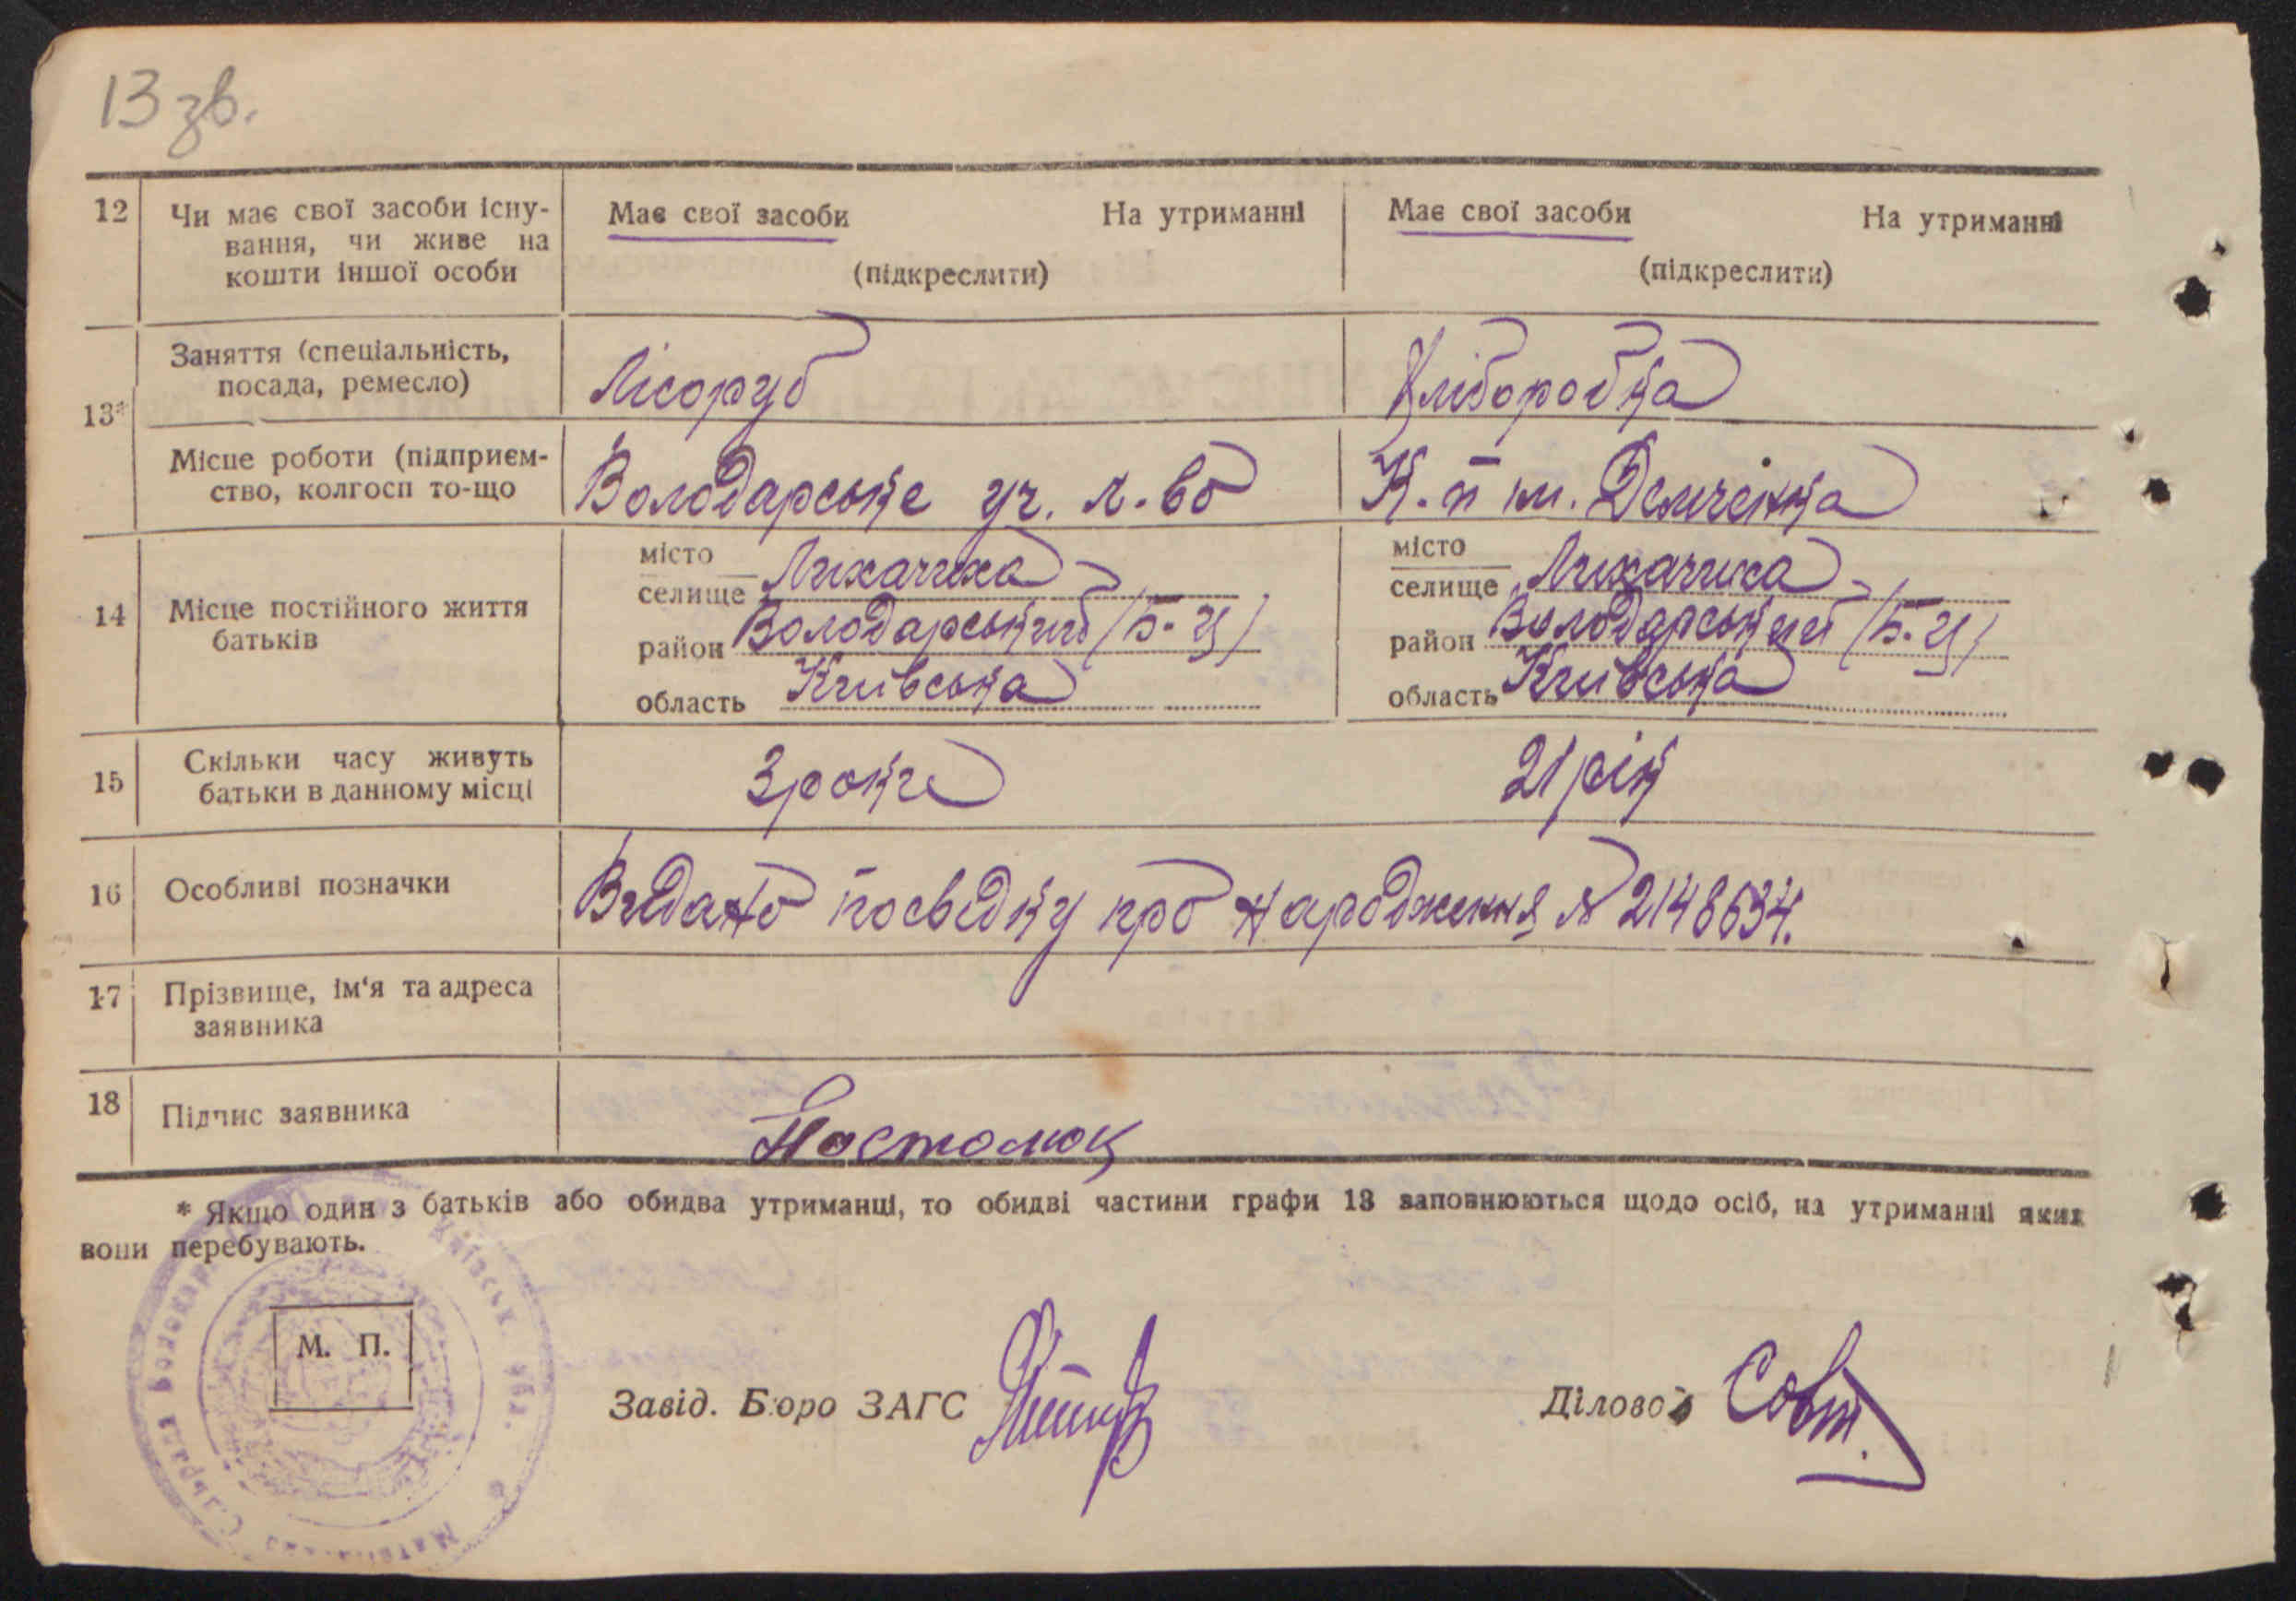 13 зв.
12 Чи має свої засоби існу- Має свої засоби На утриманні Має свої засоби На утриманні
вання, чи живе на
кошти іншої особи (підкреслити) (підкреслити)
Заняття (спеціальність,
посада, ремесло) Лісоруб Хліборобка
13*
Місце роботи (підприєм-
ство, колгосп то-що Володарське уч. л-во К. п ім. Демченка
14 Місце постійного життя
батьків
місто
селище Лихачиха
район Володарський (Б-Ц)
область Київська
місто
селище Лихачиха
район Володарський (Б.Ц)
область Київська
15 Скільки часу живуть
батьки в данному місці 3 роки 21 рік
16 Особливі позначки Видано посвідку про народження № 2148634.
17 Прізвище, ім'я та адреса
заявника
18 Підпис заявника Настолюк
* Якщо один з батьків або обидва утриманці, то обидві частини графи 13 заповнюються щодо осіб, на утриманні яких
вони перебувають.
М. П.
Завід. Бюро ЗАГС
Діловод